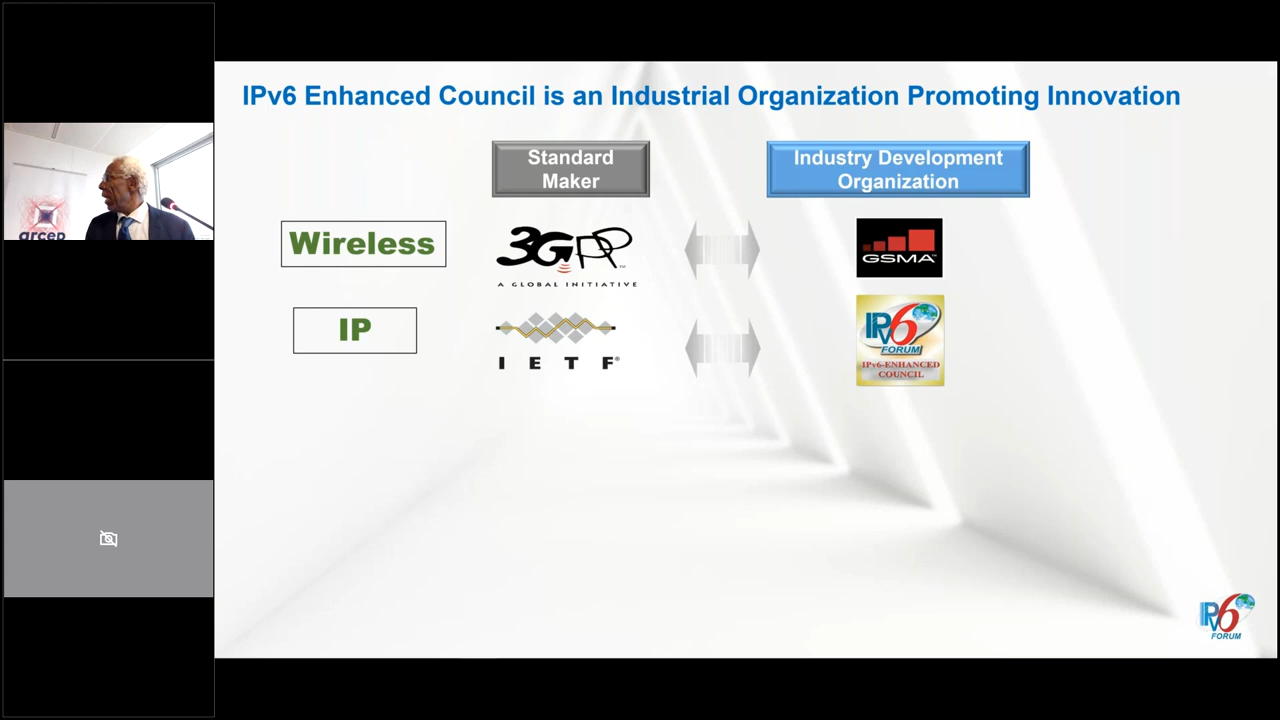 IPv6 Enhanced Council is an Industrial Organization Promoting Innovation
Standard
Maker
Industry Development
Organization
Wireless
3GPP
TM
A GLOBAL INITIATIVE
GSMA
IP
IETF®
IPv6
FORUM
IPv6-ENHANCED
COUNCIL
arcep
IPv6
FORUM